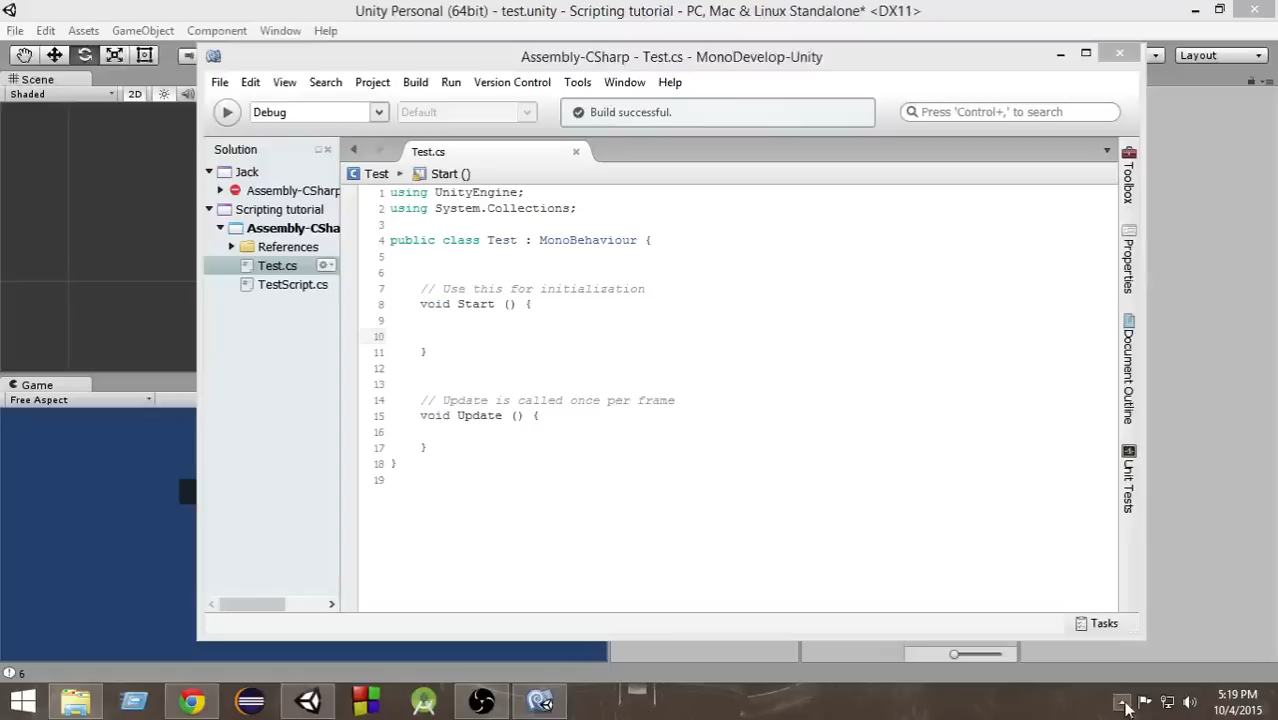 Unity Personal (64bit) - test.unity - Scripting tutorial - PC, Mac & Linux Standalone* <DX11>
File Edit Assets GameObject Component Window Help
Layout
Scene
Shaded 2D
Game
Free Aspect
Assembly-CSharp - Test.cs - MonoDevelop-Unity
File Edit View Search Project Build Run Version Control Tools Window Help
Debug Default Build successful. Press 'Control+,' to search
Solution
Jack
Assembly-CSharp
Scripting tutorial
Assembly-CSha
References
Test.cs
TestScript.cs
Test.cs
Test Start ()
1 using UnityEngine;
2 using System.Collections;
3
4 public class Test : MonoBehaviour {
5
6
7 // Use this for initialization
8 void Start () {
9
10
11 }
12
13
14 // Update is called once per frame
15 void Update () {
16
17 }
18 }
19
Toolbox
Properties
Document Outline
Unit Tests
Tasks
6
5:19 PM
10/4/2015